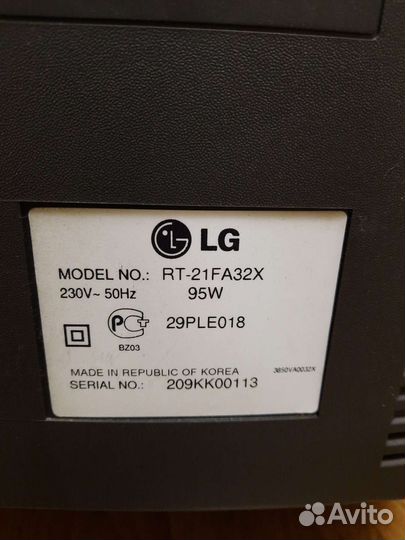 LG
MODEL NO.: RT-21FA32X
230V~ 50Hz 95W
29PLE018
BZ03
MADE IN REPUBLIC OF KOREA 3850VA0032X
SERIAL NO.: 209KK00113
Avito